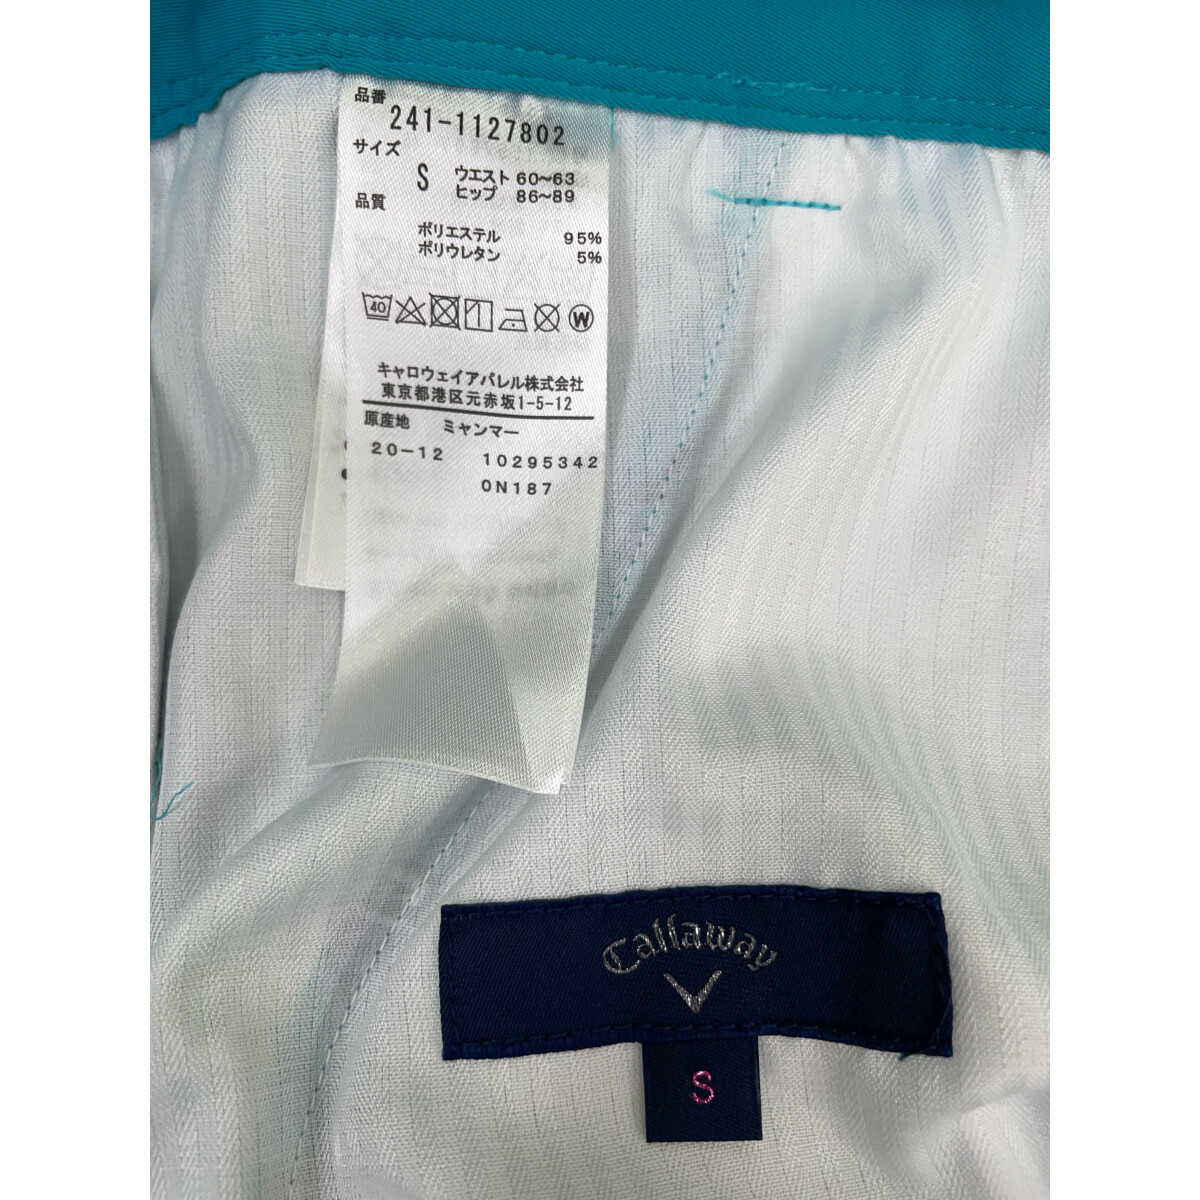 品番
241-1127802
サイズ
S ウエスト 60〜63
ヒップ 86〜89
品質
ポリエステル 95%
ポリウレタン 5%
40 W
キャロウェイアパレル株式会社
東京都港区元赤坂1-5-12
原産地 ミャンマー
20-12 10295342
0N187
Callaway
S